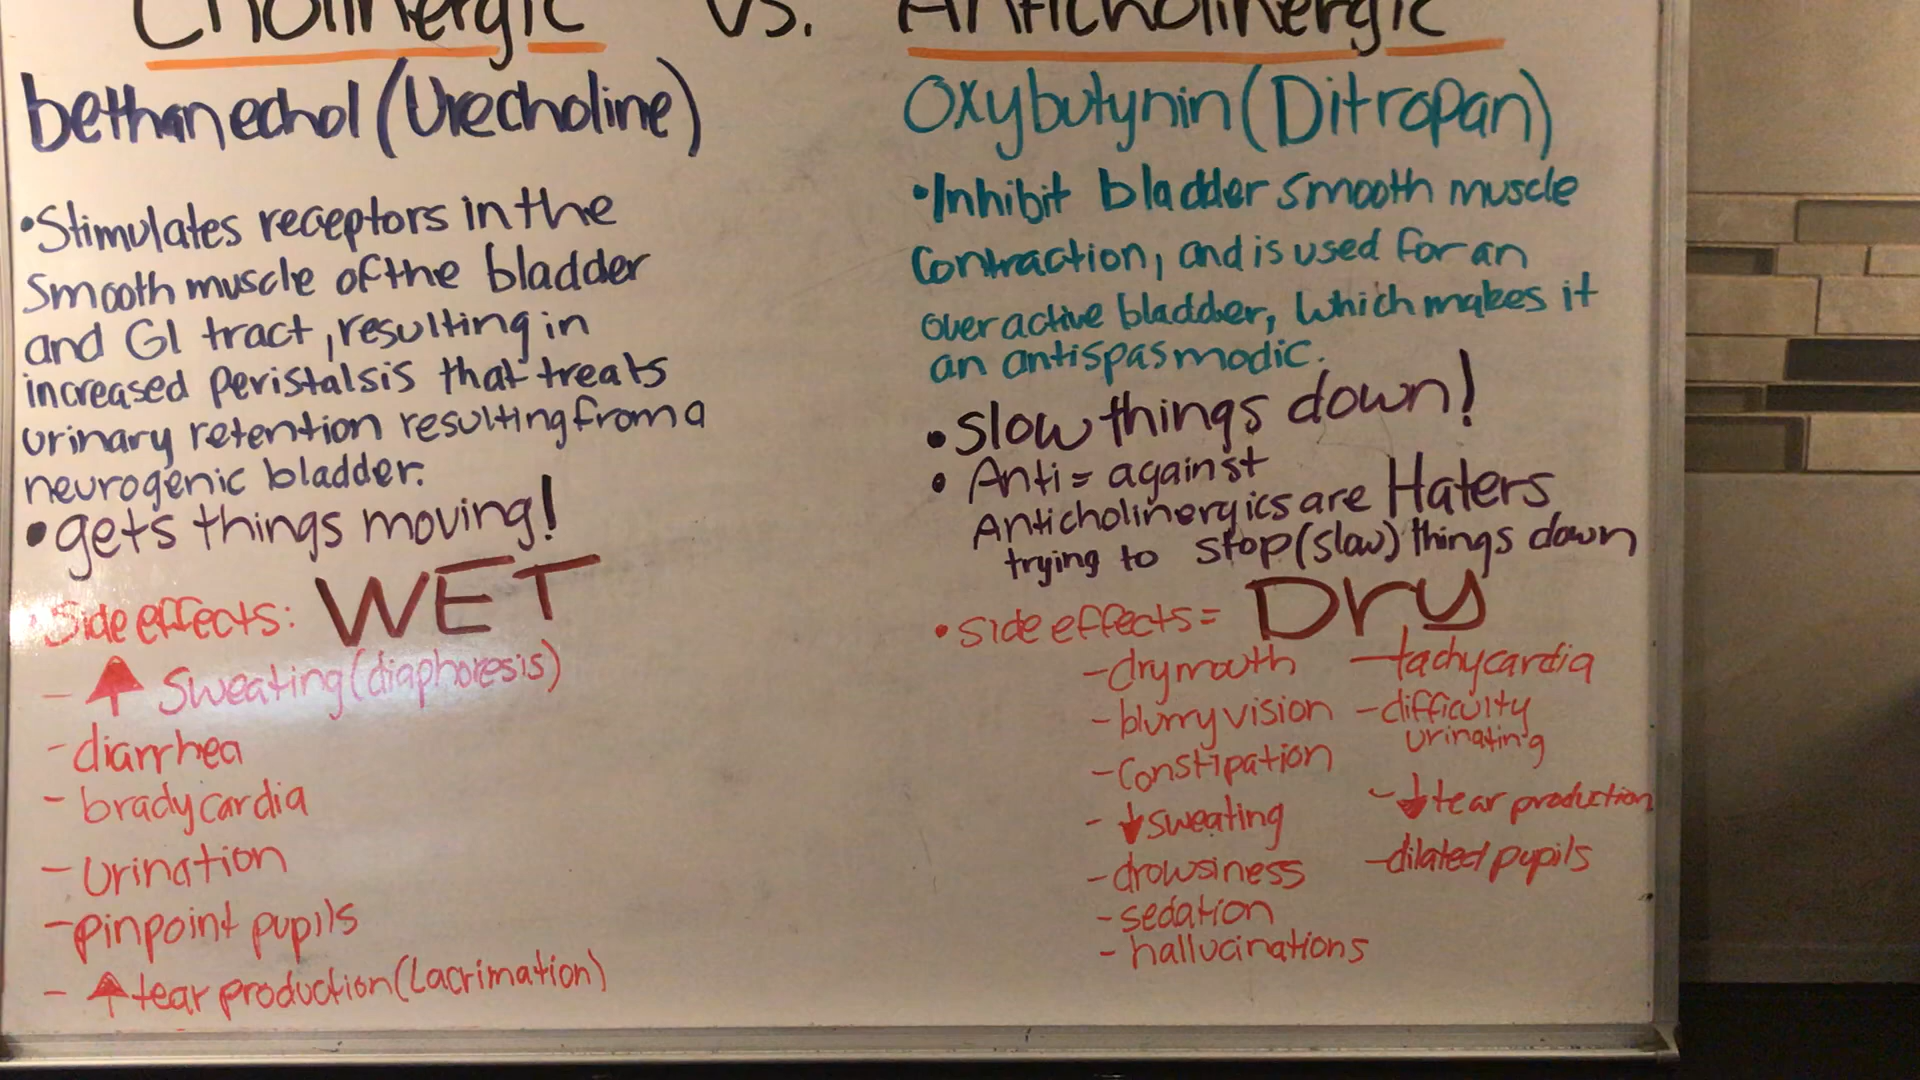 Cholinergic vs. Anticholinergic
bethanechol (Urecholine)
•Stimulates receptors in the
smooth muscle of the bladder
and GI tract, resulting in
increased peristalsis that treats
urinary retention resulting from a
neurogenic bladder.
•gets things moving!
•Side effects: WET
-↑ Sweating (diaphoresis)
-diarrhea
-bradycardia
-Urination
-pinpoint pupils
-↑tear production (Lacrimation)
Oxybutynin (Ditropan)
•Inhibit bladder smooth muscle
contraction, and is used for an
overactive bladder, which makes it
an antispasmodic.
•slow things down!
•Anti = against
Anticholinergics are Haters
trying to stop (slow) things down
•side effects = Dry
-dry mouth
-blurry vision
-constipation
-↓sweating
-drowsiness
-sedation
-hallucinations
-tachycardia
-difficulty
urinating
-↓tear production
-dilated pupils